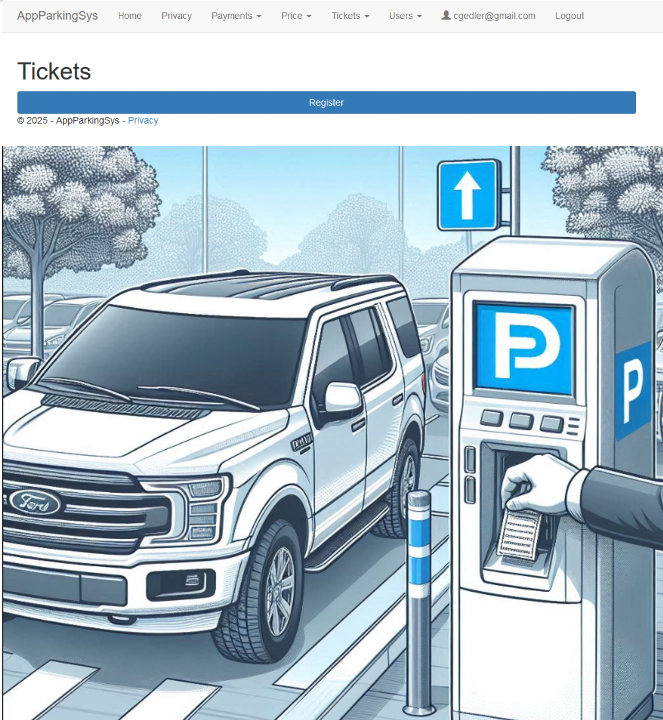 AppParkingSys Home Privacy Payments Price Tickets Users cgedler@gmail.com Logout
Tickets
Register
© 2025 - AppParkingSys - Privacy
P
P
Ford